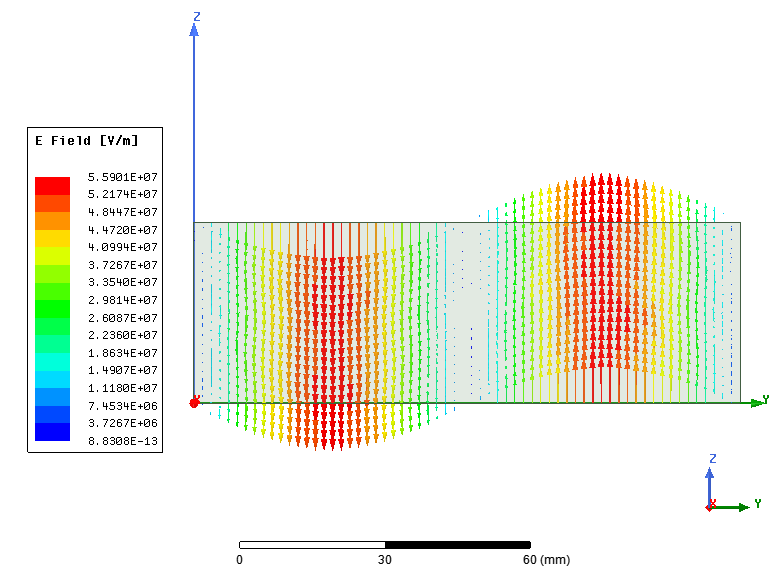 Z
E Field [V/m]
5.5901E+07
5.2174E+07
4.8447E+07
4.4720E+07
4.0994E+07
3.7267E+07
3.3540E+07
2.9814E+07
2.6087E+07
2.2360E+07
1.8634E+07
1.4907E+07
1.1180E+07
7.4534E+06
3.7267E+06
8.8308E-13
X
Y
Z
X
Y
0
30
60 (mm)